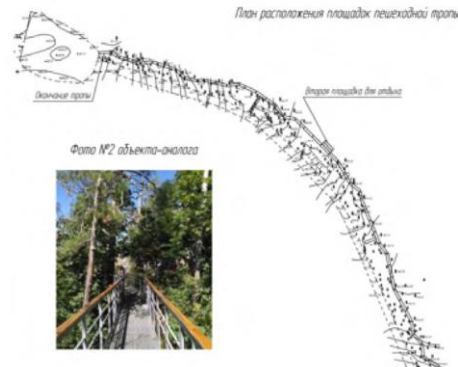 План расположения площадок пешеходной тропы
Окончание тропы
Вторая площадка для отдыха
Фото №2 объекта-аналога